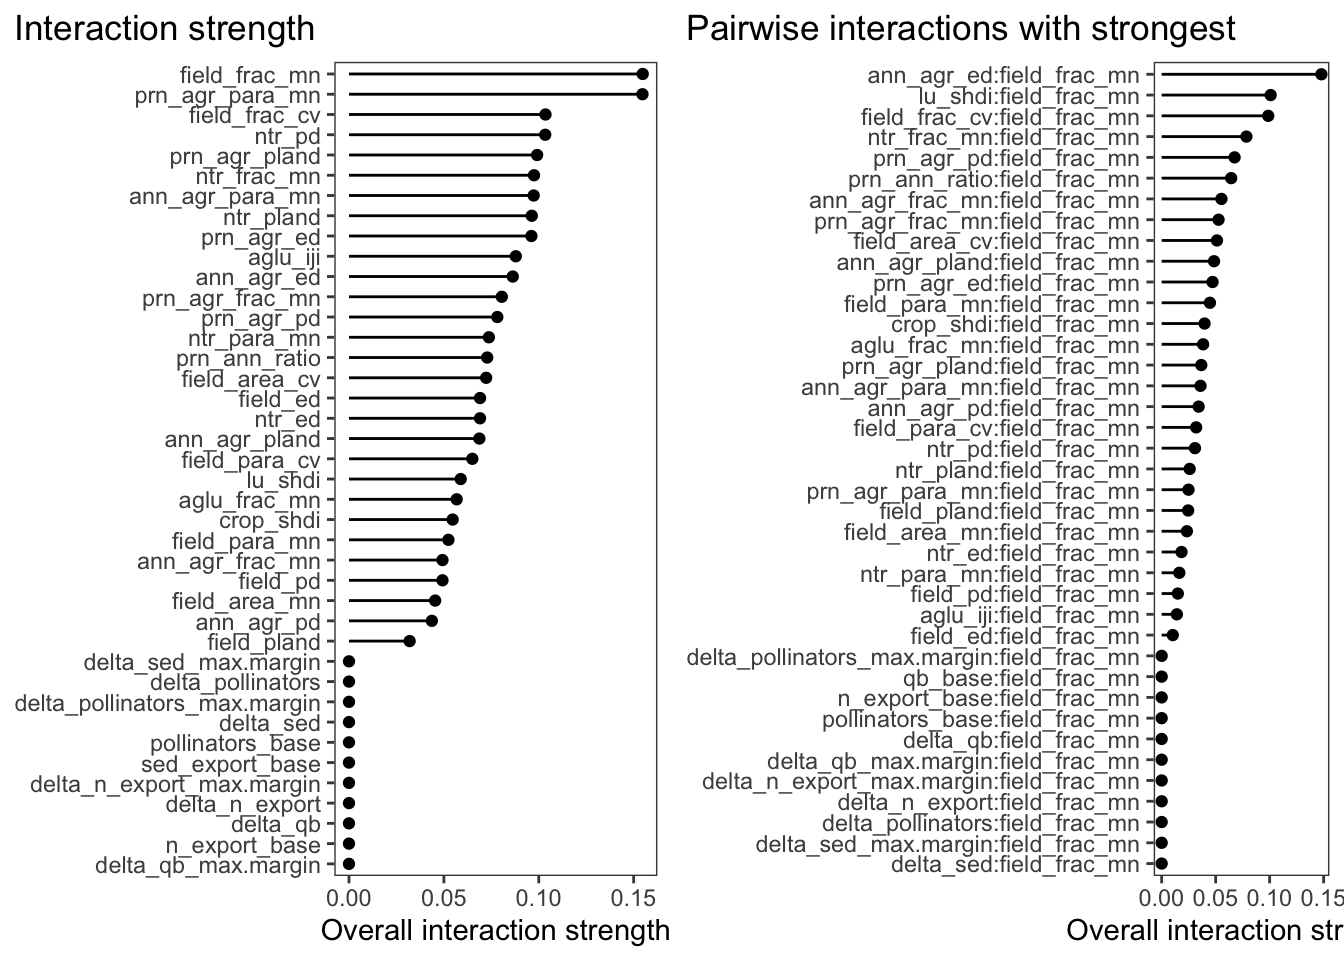 Interaction strength
field_frac_mn
prn_agr_para_mn
field_frac_cv
ntr_pd
prn_agr_pland
ntr_frac_mn
ann_agr_para_mn
ntr_pland
prn_agr_ed
aglu_iji
ann_agr_ed
prn_agr_frac_mn
prn_agr_pd
ntr_para_mn
prn_ann_ratio
field_area_cv
field_ed
ntr_ed
ann_agr_pland
field_para_cv
lu_shdi
aglu_frac_mn
crop_shdi
field_para_mn
ann_agr_frac_mn
field_pd
field_area_mn
ann_agr_pd
field_pland
delta_sed_max.margin
delta_pollinators
delta_pollinators_max.margin
delta_sed
pollinators_base
sed_export_base
delta_n_export_max.margin
delta_n_export
delta_qb
n_export_base
delta_qb_max.margin
0.00 0.05 0.10 0.15
Overall interaction strength
Pairwise interactions with strongest
ann_agr_ed:field_frac_mn
lu_shdi:field_frac_mn
field_frac_cv:field_frac_mn
ntr_frac_mn:field_frac_mn
prn_agr_pd:field_frac_mn
prn_ann_ratio:field_frac_mn
ann_agr_frac_mn:field_frac_mn
prn_agr_frac_mn:field_frac_mn
field_area_cv:field_frac_mn
ann_agr_pland:field_frac_mn
prn_agr_ed:field_frac_mn
field_para_mn:field_frac_mn
crop_shdi:field_frac_mn
aglu_frac_mn:field_frac_mn
prn_agr_pland:field_frac_mn
ann_agr_para_mn:field_frac_mn
ann_agr_pd:field_frac_mn
field_para_cv:field_frac_mn
ntr_pd:field_frac_mn
ntr_pland:field_frac_mn
prn_agr_para_mn:field_frac_mn
field_pland:field_frac_mn
field_area_mn:field_frac_mn
ntr_ed:field_frac_mn
ntr_para_mn:field_frac_mn
field_pd:field_frac_mn
aglu_iji:field_frac_mn
field_ed:field_frac_mn
delta_pollinators_max.margin:field_frac_mn
qb_base:field_frac_mn
n_export_base:field_frac_mn
pollinators_base:field_frac_mn
delta_qb:field_frac_mn
delta_qb_max.margin:field_frac_mn
delta_n_export_max.margin:field_frac_mn
delta_n_export:field_frac_mn
delta_pollinators:field_frac_mn
delta_sed_max.margin:field_frac_mn
delta_sed:field_frac_mn
0.00 0.05 0.10 0.15
Overall interaction str